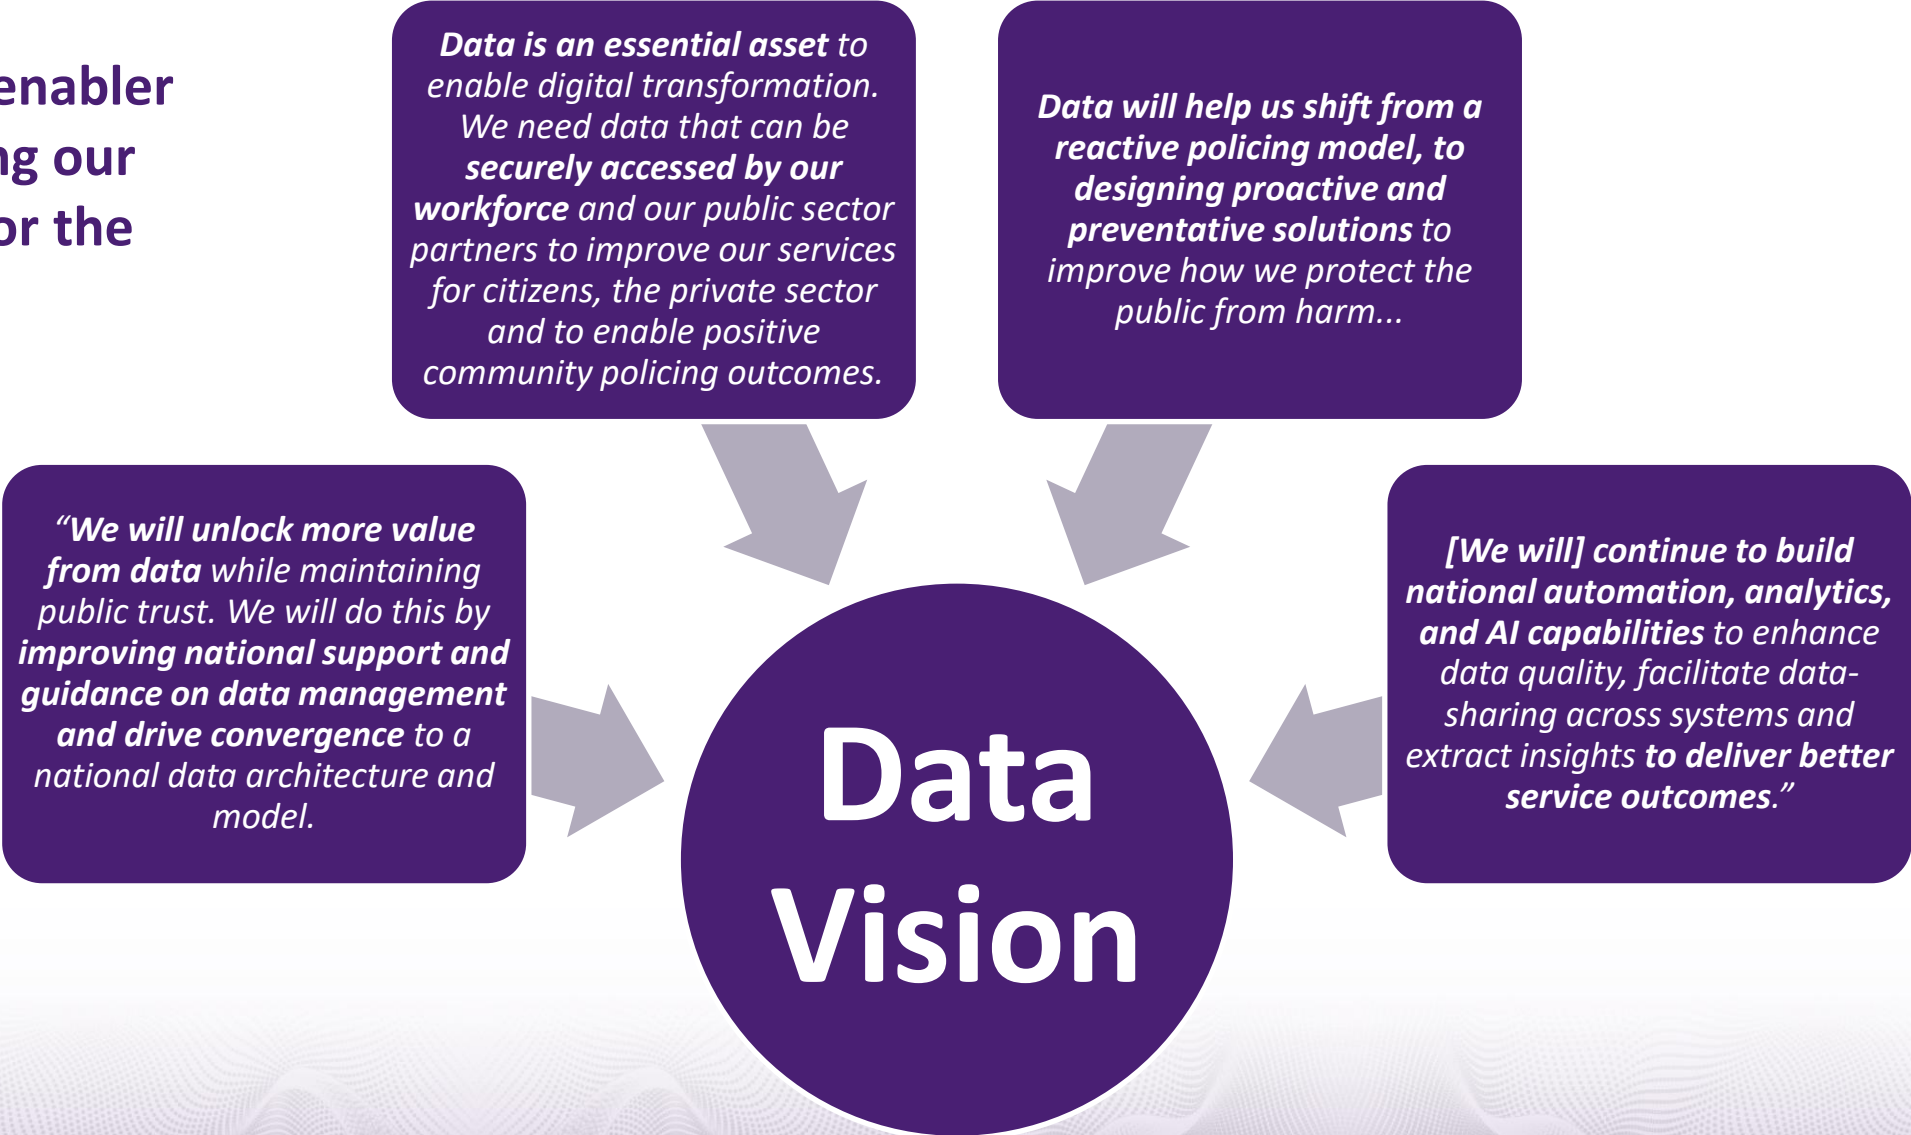 enabler
ng our
or the
“We will unlock more value
from data while maintaining
public trust. We will do this by
improving national support and
guidance on data management
and drive convergence to a
national data architecture and
model.
Data is an essential asset to
enable digital transformation.
We need data that can be
securely accessed by our
workforce and our public sector
partners to improve our services
for citizens, the private sector
and to enable positive
community policing outcomes.
Data will help us shift from a
reactive policing model, to
designing proactive and
preventative solutions to
improve how we protect the
public from harm...
[We will] continue to build
national automation, analytics,
and AI capabilities to enhance
data quality, facilitate data-
sharing across systems and
extract insights to deliver better
service outcomes.”
Data
Vision